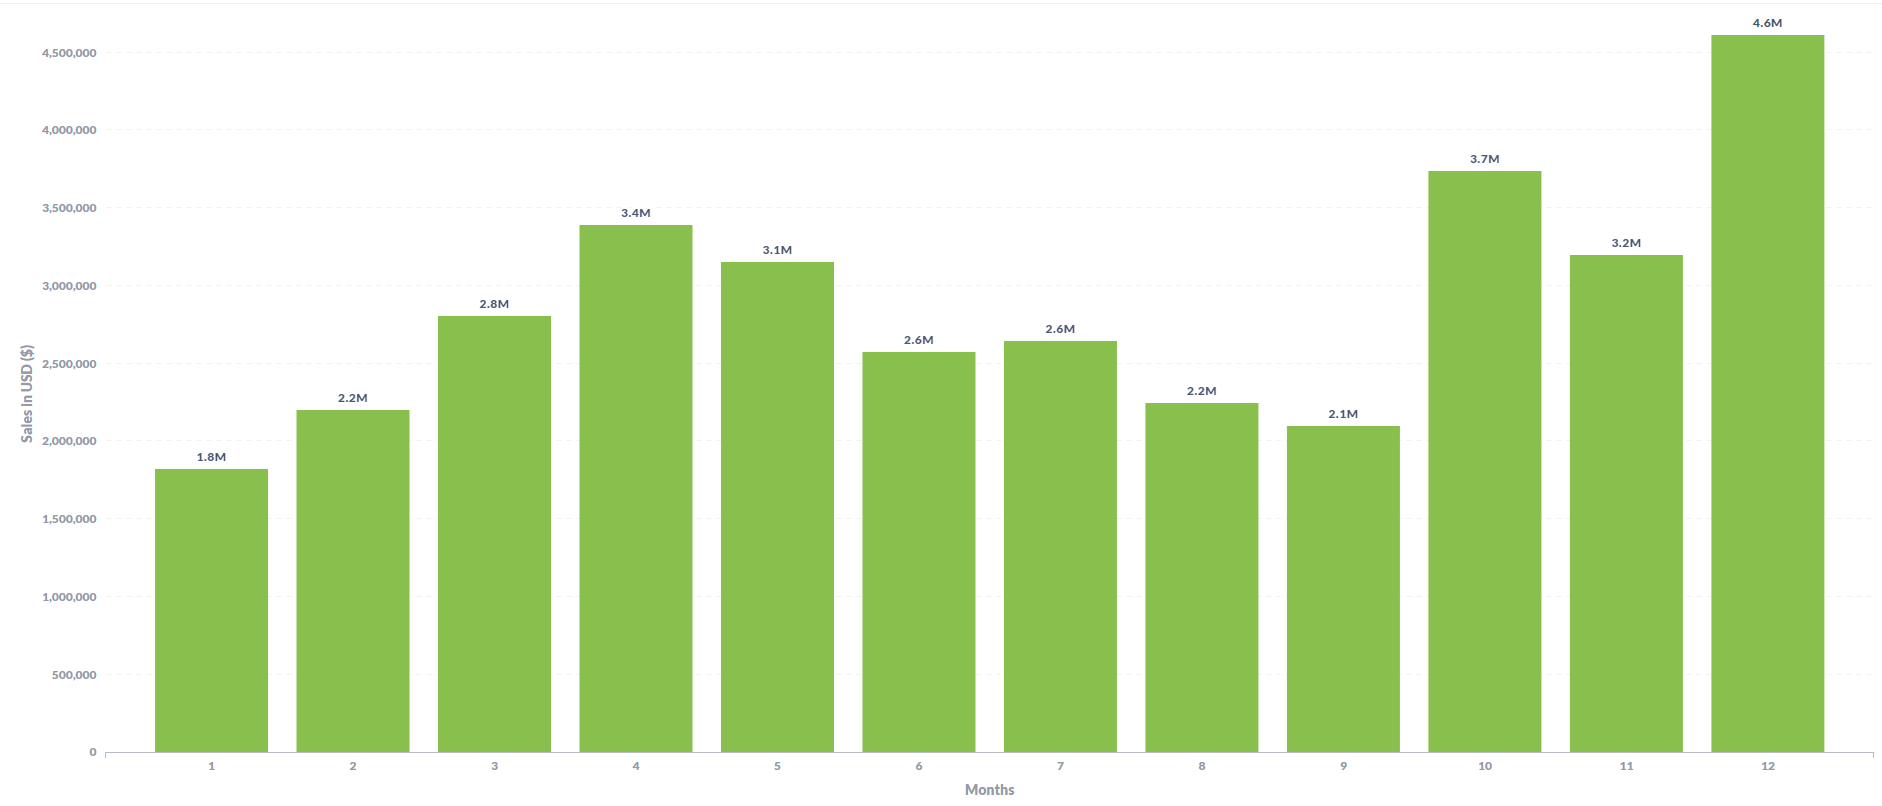 4.6M
4,500,000
4,000,000
3.7M
3,500,000
3.4M
3.2M
3.1M
3,000,000
2.8M
2.6M
2.6M
2,500,000
2.2M
2.2M
2.1M
2,000,000
1.8M
1,500,000
1,000,000
500,000
0
Sales In USD ($)
1 2 3 4 5 6 7 8 9 10 11 12
Months